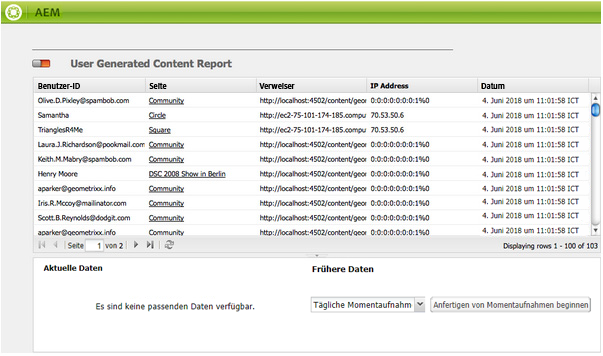 AEM
User Generated Content Report
Benutzer-ID Seite Verweiser IP Address Datum
Olive.D.Pixley@spambob.com Community http://localhost:4502/content/geo 0:0:0:0:0:0:0:1%0 4. Juni 2018 um 11:01:58 ICT
Samantha Circle http://ec2-75-101-174-185.compu 70.53.50.6 4. Juni 2018 um 11:01:58 ICT
TrianglesR4Me Square http://ec2-75-101-174-185.compu 70.53.50.6 4. Juni 2018 um 11:01:58 ICT
Laura.J.Richardson@pookmail.com Community http://localhost:4502/content/geo 0:0:0:0:0:0:0:1%0 4. Juni 2018 um 11:01:58 ICT
Keith.M.Mabry@spambob.com Community http://localhost:4502/content/geo 0:0:0:0:0:0:0:1%0 4. Juni 2018 um 11:01:58 ICT
Henry Moore DSC 2008 Show in Berlin http://localhost:4502/content/geo 0:0:0:0:0:0:0:1%0 4. Juni 2018 um 11:01:58 ICT
aparker@geometrixx.info Community http://localhost:4502/content/geo 0:0:0:0:0:0:0:1%0 4. Juni 2018 um 11:01:58 ICT
Iris.R.Mccoy@mailinator.com Community http://localhost:4502/content/geo 0:0:0:0:0:0:0:1%0 4. Juni 2018 um 11:01:58 ICT
Scott.B.Reynolds@dodgit.com Community http://localhost:4502/content/geo 0:0:0:0:0:0:0:1%0 4. Juni 2018 um 11:01:58 ICT
aparker@geometrixx.info Community http://localhost:4502/content/geo 0:0:0:0:0:0:0:1%0 4. Juni 2018 um 11:01:58 ICT
Seite 1 von 2 Displaying rows 1 - 100 of 103
Aktuelle Daten Frühere Daten
Es sind keine passenden Daten verfügbar. Tägliche Momentaufnahm Anfertigen von Momentaufnahmen beginnen